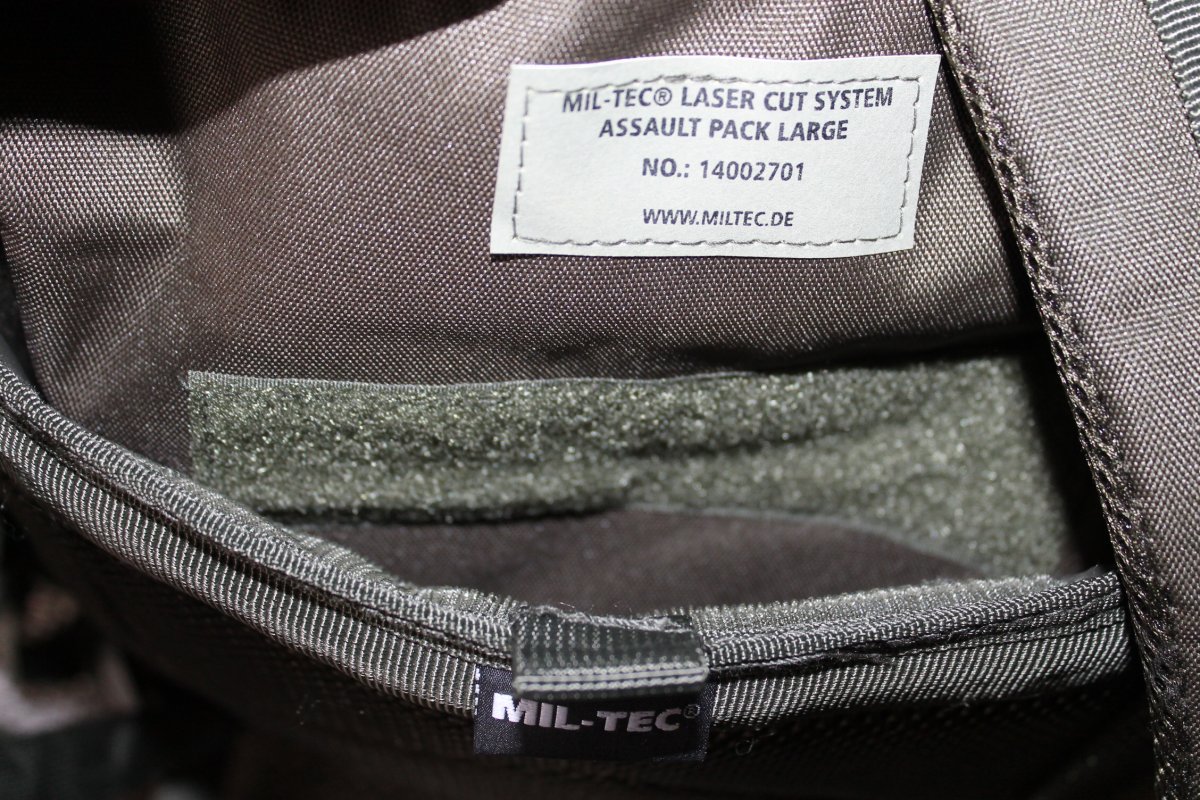 MIL-TEC® LASER CUT SYSTEM
ASSAULT PACK LARGE
NO.: 14002701
WWW.MILTEC.DE
MIL-TEC®